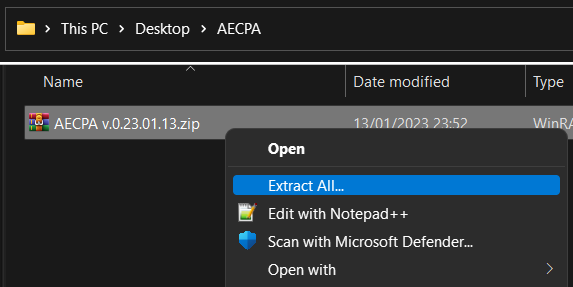 This PC > Desktop > AECPA
Name Date modified Type
AECPA v.0.23.01.13.zip 13/01/2023 23:52 WinRA
Open
Extract All...
Edit with Notepad++
Scan with Microsoft Defender...
Open with >